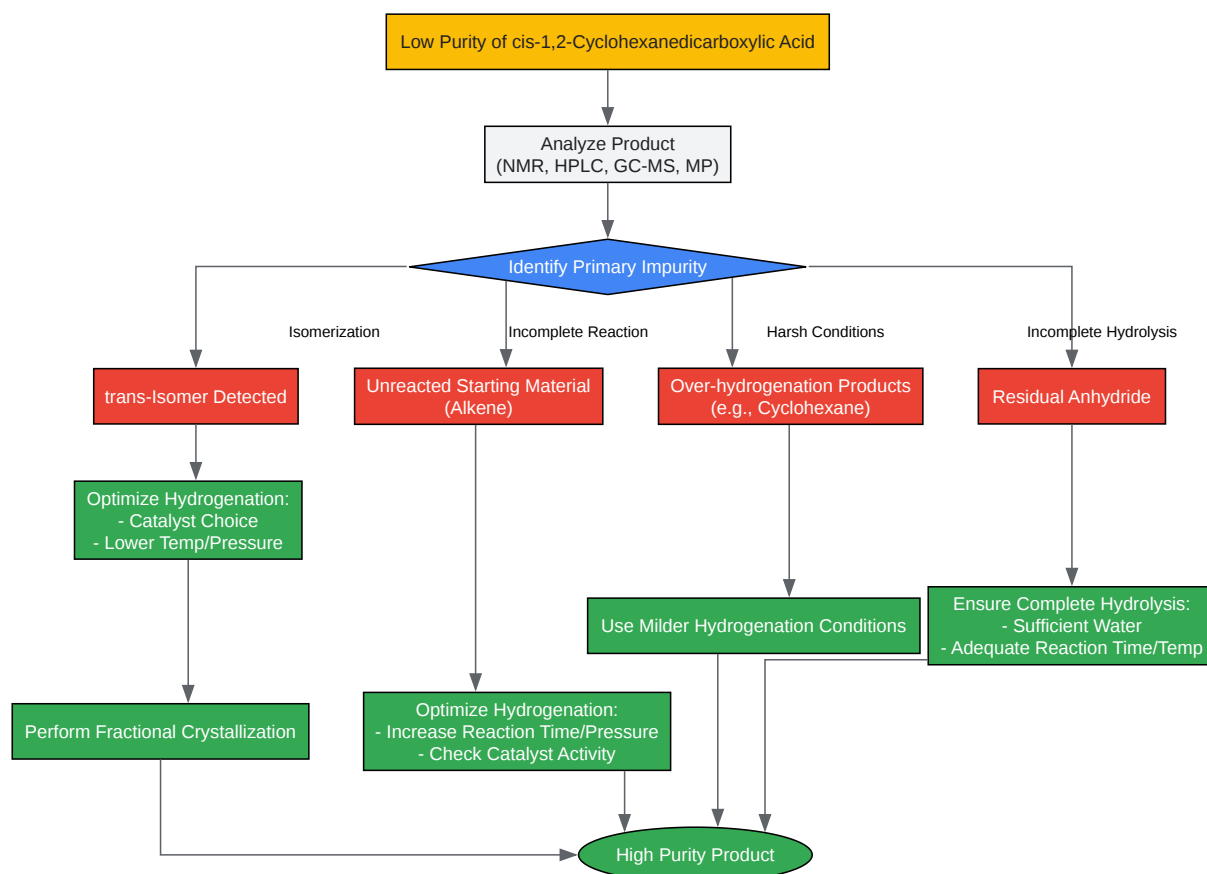 Low Purity of cis-1,2-Cyclohexanedicarboxylic Acid
Analyze Product
(NMR, HPLC, GC-MS, MP)
Identify Primary Impurity
Isomerization
Incomplete Reaction
Harsh Conditions
Incomplete Hydrolysis
trans-Isomer Detected
Unreacted Starting Material
(Alkene)
Over-hydrogenation Products
(e.g., Cyclohexane)
Residual Anhydride
Optimize Hydrogenation:
- Catalyst Choice
- Lower Temp/Pressure
Use Milder Hydrogenation Conditions
Ensure Complete Hydrolysis:
- Sufficient Water
- Adequate Reaction Time/Temp
Perform Fractional Crystallization
Optimize Hydrogenation:
- Increase Reaction Time/Pressure
- Check Catalyst Activity
High Purity Product